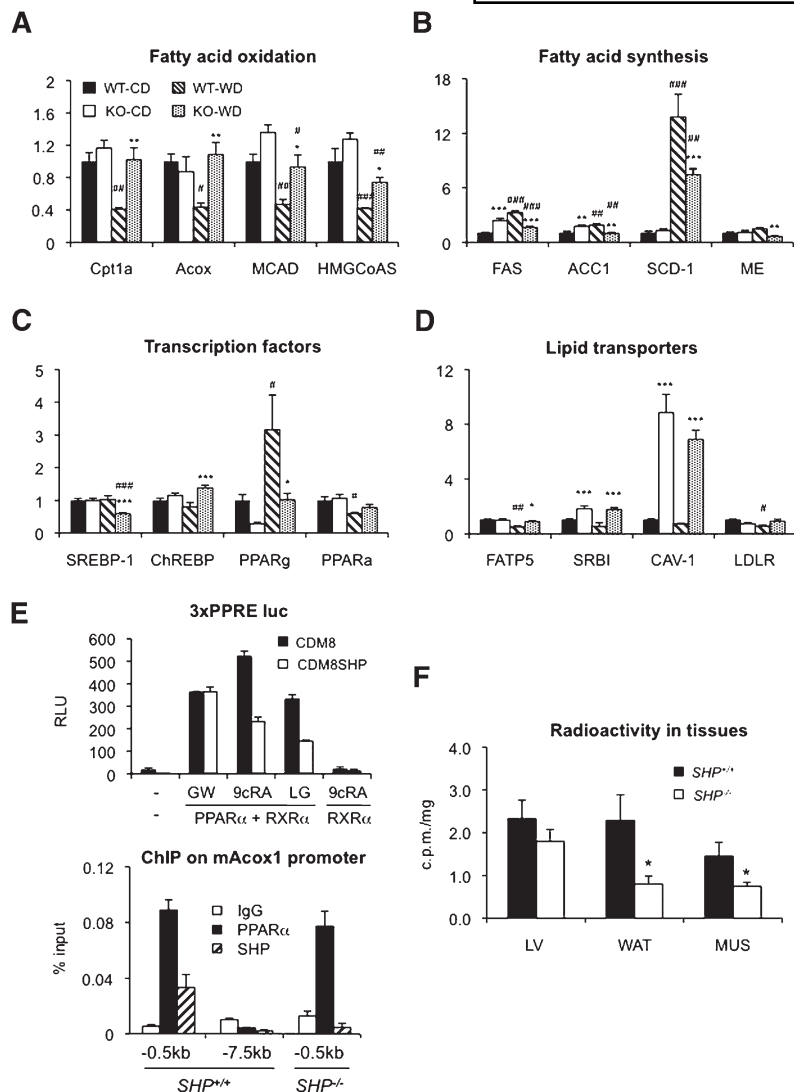 A
Fatty acid oxidation
2
1.6
1.2
0.8
0.4
0
WT-CD
WT-WD
KO-CD
KO-WD
** ** # * ## *
## # ## ###
Cpt1a Acox MCAD HMGCoAS
B
Fatty acid synthesis
18
12
6
0
###
##
***
*** ### ### *** ** ## ## ** **
FAS ACC1 SCD-1 ME
C
Transcription factors
5
4
3
2
1
0
#
### *** *** * #
SREBP-1 ChREBP PPARg PPARa
D
Lipid transporters
12
8
4
0
*** ***
## * *** *** #
FATP5 SRBI CAV-1 LDLR
E
3xPPRE luc
RLU
600
500
400
300
200
100
0
CDM8
CDM8SHP
- GW 9cRA LG 9cRA
- PPARα + RXRα RXRα
ChIP on mAcox1 promoter
% input
0.12
0.08
0.04
0
IgG
PPARα
SHP
-0.5kb -7.5kb -0.5kb
SHP+/+ SHP-/-
F
Radioactivity in tissues
c.p.m./mg
4.0
3.0
2.0
1.0
0.0
SHP+/+
SHP-/-
* *
LV WAT MUS